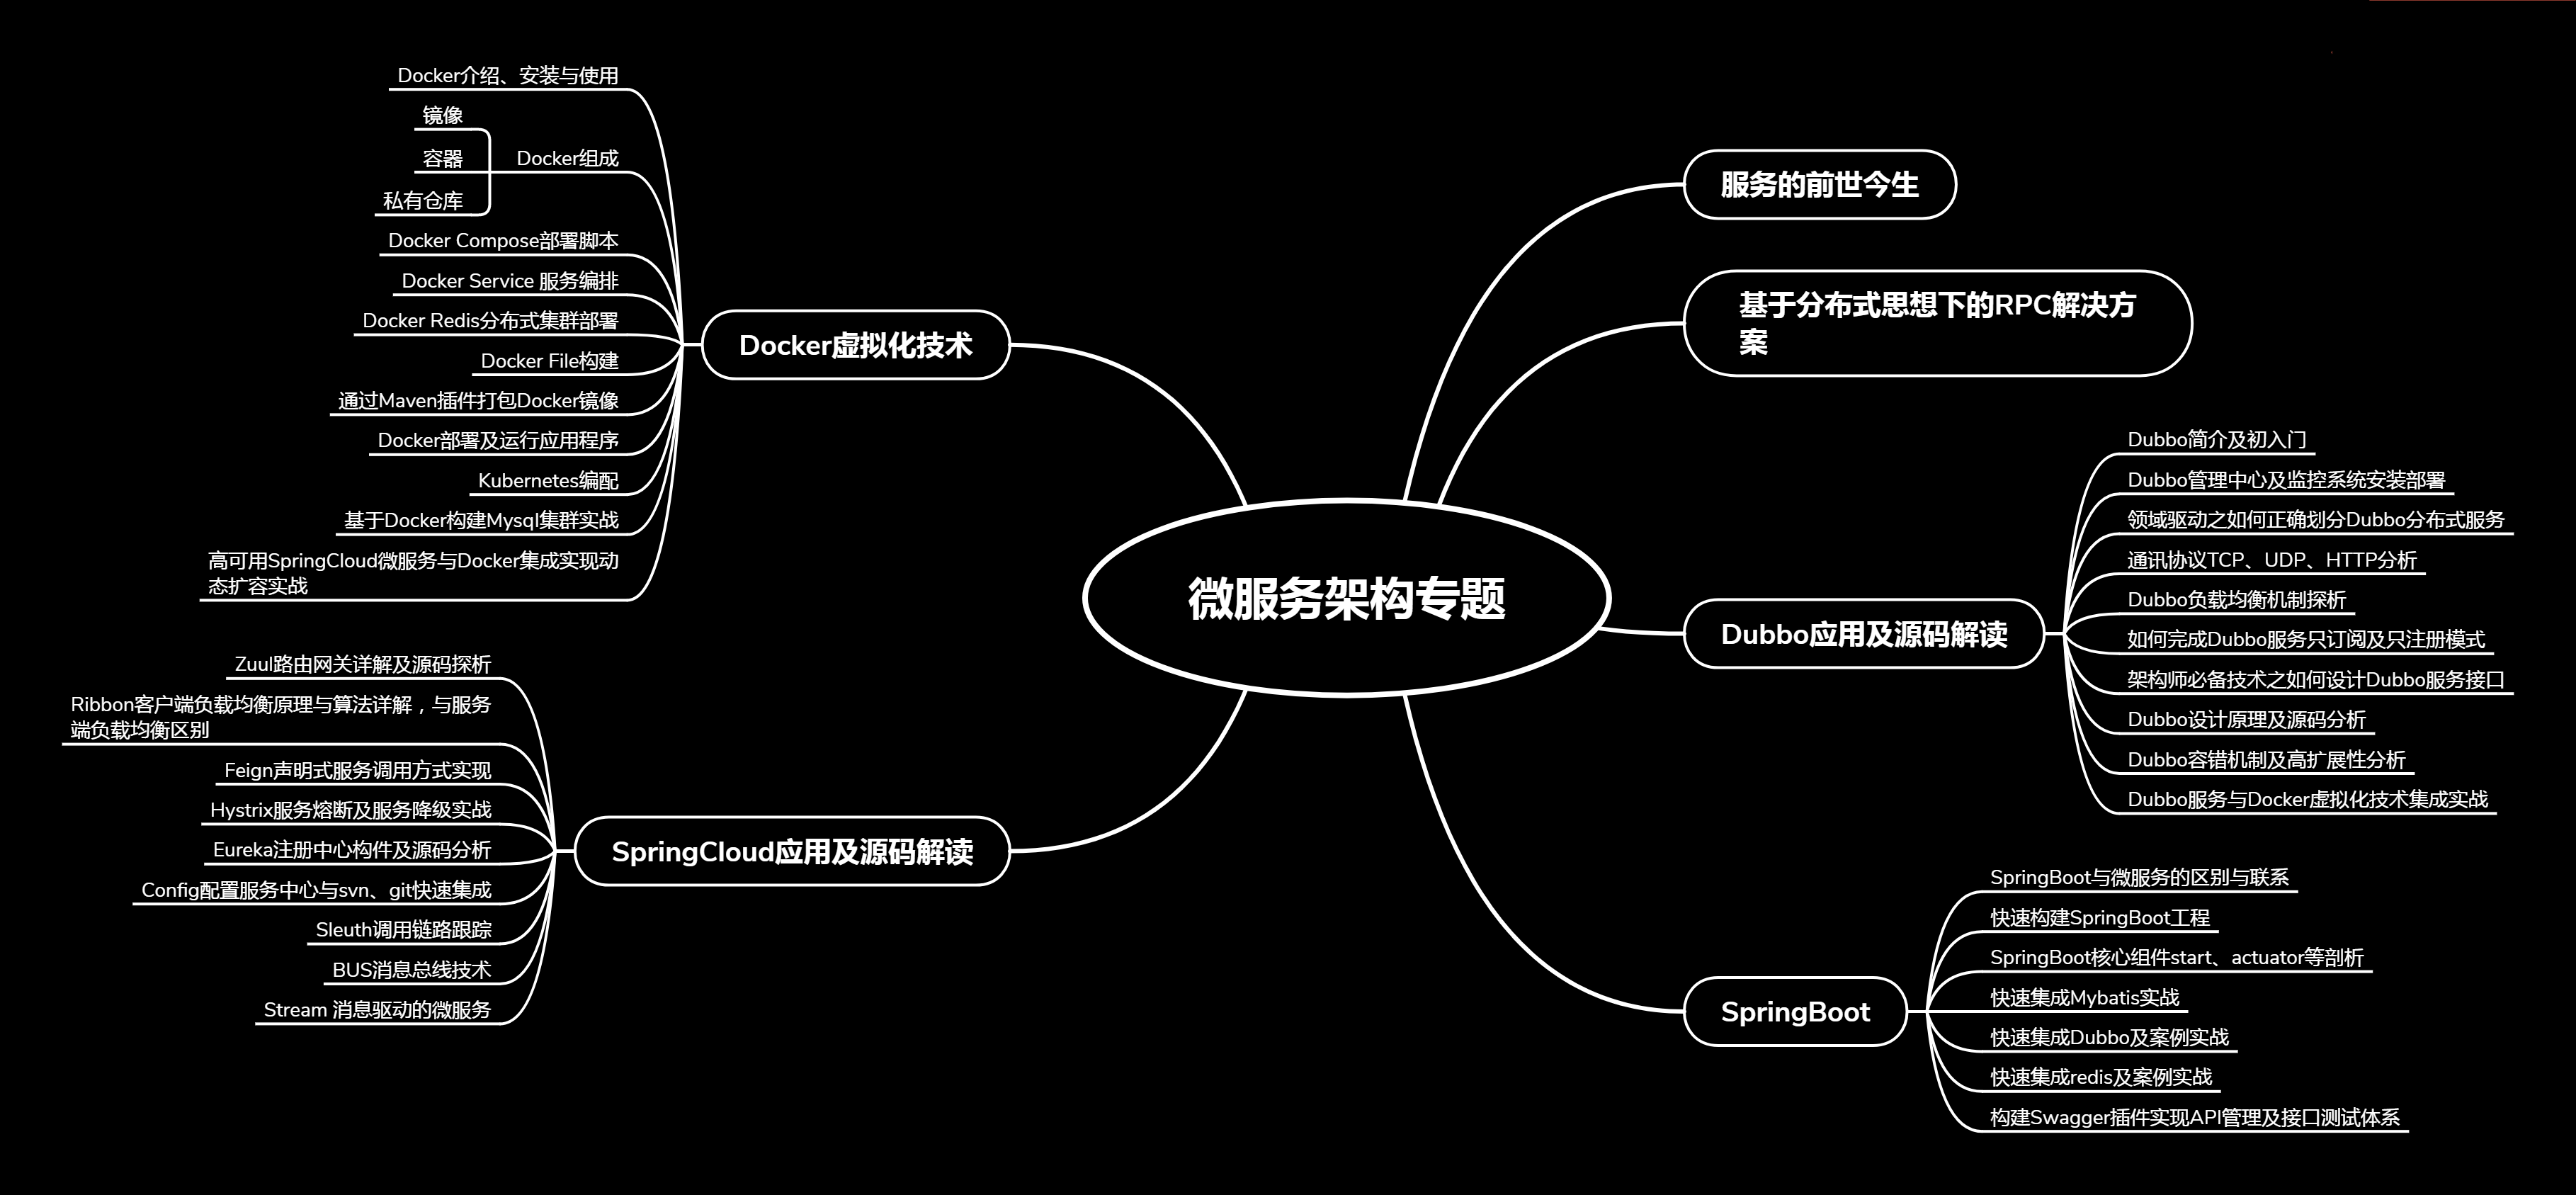 微服务架构专题
服务的前世今生
基于分布式思想下的RPC解决方
案
Dubbo应用及源码解读
Dubbo简介及初入门
Dubbo管理中心及监控系统安装部署
领域驱动之如何正确划分Dubbo分布式服务
通讯协议TCP、UDP、HTTP分析
Dubbo负载均衡机制探析
如何完成Dubbo服务只订阅及只注册模式
架构师必备技术之如何设计Dubbo服务接口
Dubbo设计原理及源码分析
Dubbo容错机制及高扩展性分析
Dubbo服务与Docker虚拟化技术集成实战
SpringBoot
SpringBoot与微服务的区别与联系
快速构建SpringBoot工程
SpringBoot核心组件start、actuator等剖析
快速集成Mybatis实战
快速集成Dubbo及案例实战
快速集成redis及案例实战
构建Swagger插件实现API管理及接口测试体系
Docker虚拟化技术
Docker介绍、安装与使用
Docker组成
镜像
容器
私有仓库
Docker Compose部署脚本
Docker Service 服务编排
Docker Redis分布式集群部署
Docker File构建
通过Maven插件打包Docker镜像
Docker部署及运行应用程序
Kubernetes编配
基于Docker构建Mysql集群实战
高可用SpringCloud微服务与Docker集成实现动
态扩容实战
SpringCloud应用及源码解读
Zuul路由网关详解及源码探析
Ribbon客户端负载均衡原理与算法详解，与服务
端负载均衡区别
Feign声明式服务调用方式实现
Hystrix服务熔断及服务降级实战
Eureka注册中心构件及源码分析
Config配置服务中心与svn、git快速集成
Sleuth调用链路跟踪
BUS消息总线技术
Stream 消息驱动的微服务